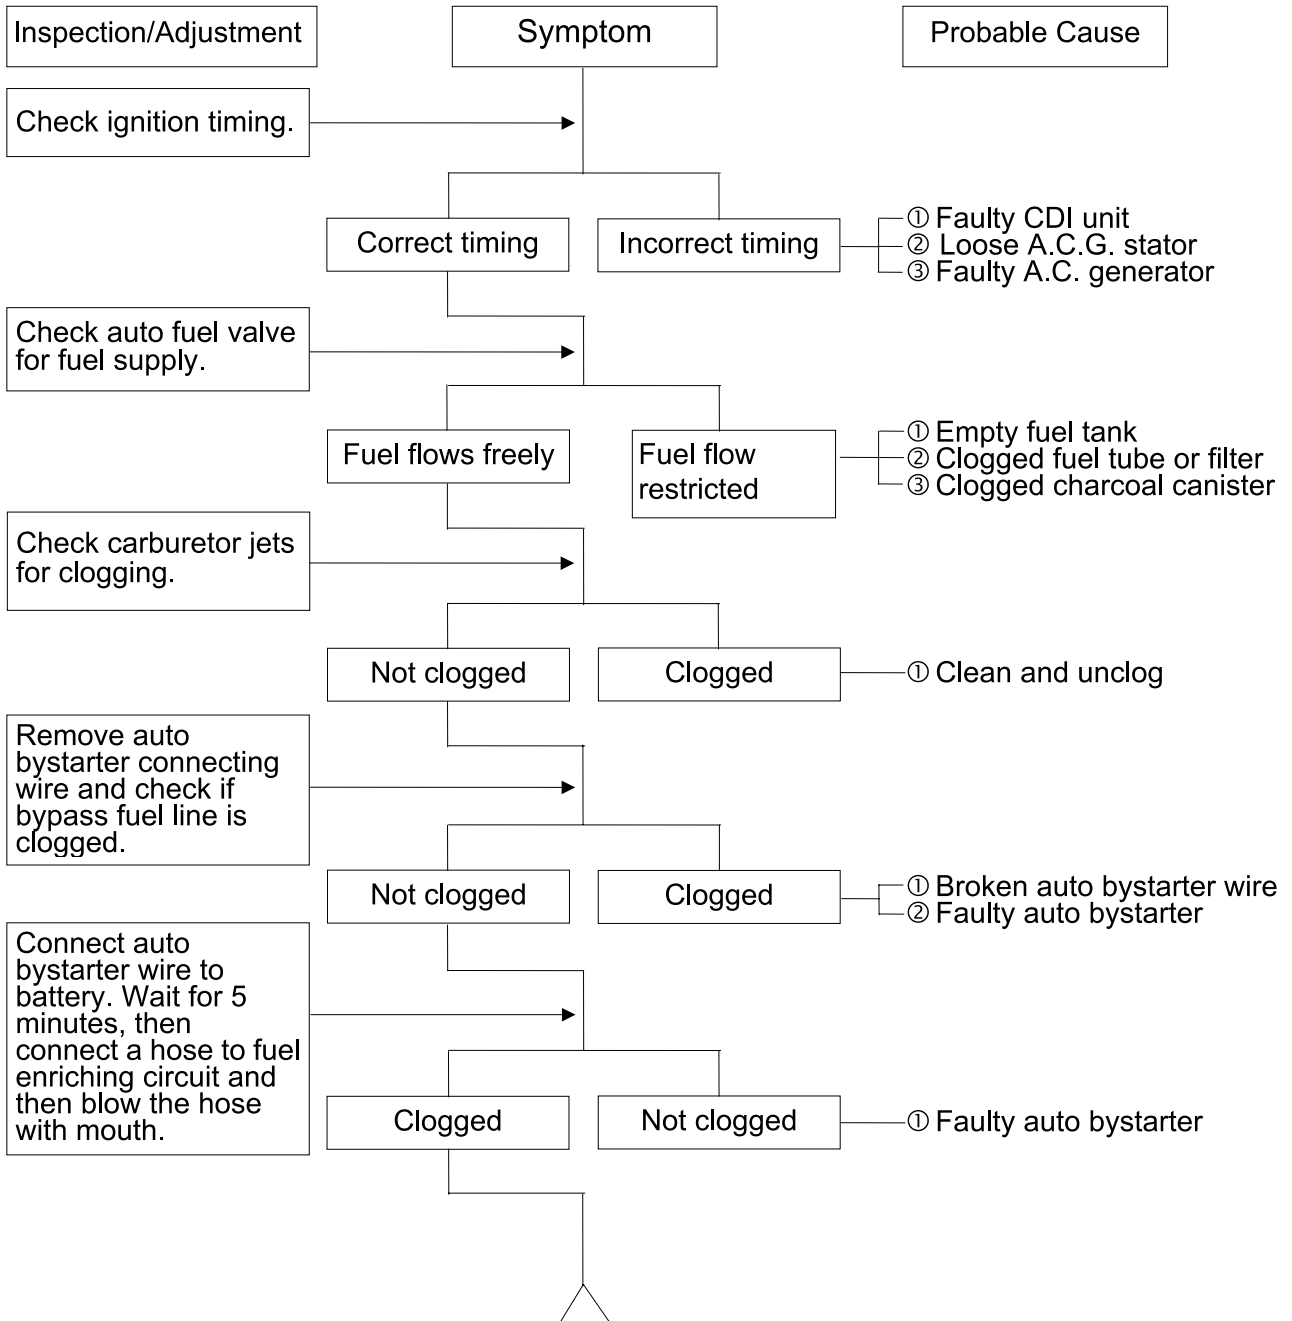 Inspection/Adjustment
Symptom
Probable Cause
Check ignition timing.
Correct timing
Incorrect timing
① Faulty CDI unit
② Loose A.C.G. stator
③ Faulty A.C. generator
Check auto fuel valve
for fuel supply.
Fuel flows freely
Fuel flow
restricted
① Empty fuel tank
② Clogged fuel tube or filter
③ Clogged charcoal canister
Check carburetor jets
for clogging.
Not clogged
Clogged
① Clean and unclog
Remove auto
bystarter connecting
wire and check if
bypass fuel line is
clogged.
Not clogged
Clogged
① Broken auto bystarter wire
② Faulty auto bystarter
Connect auto
bystarter wire to
battery. Wait for 5
minutes, then
connect a hose to fuel
enriching circuit and
then blow the hose
with mouth.
Clogged
Not clogged
① Faulty auto bystarter